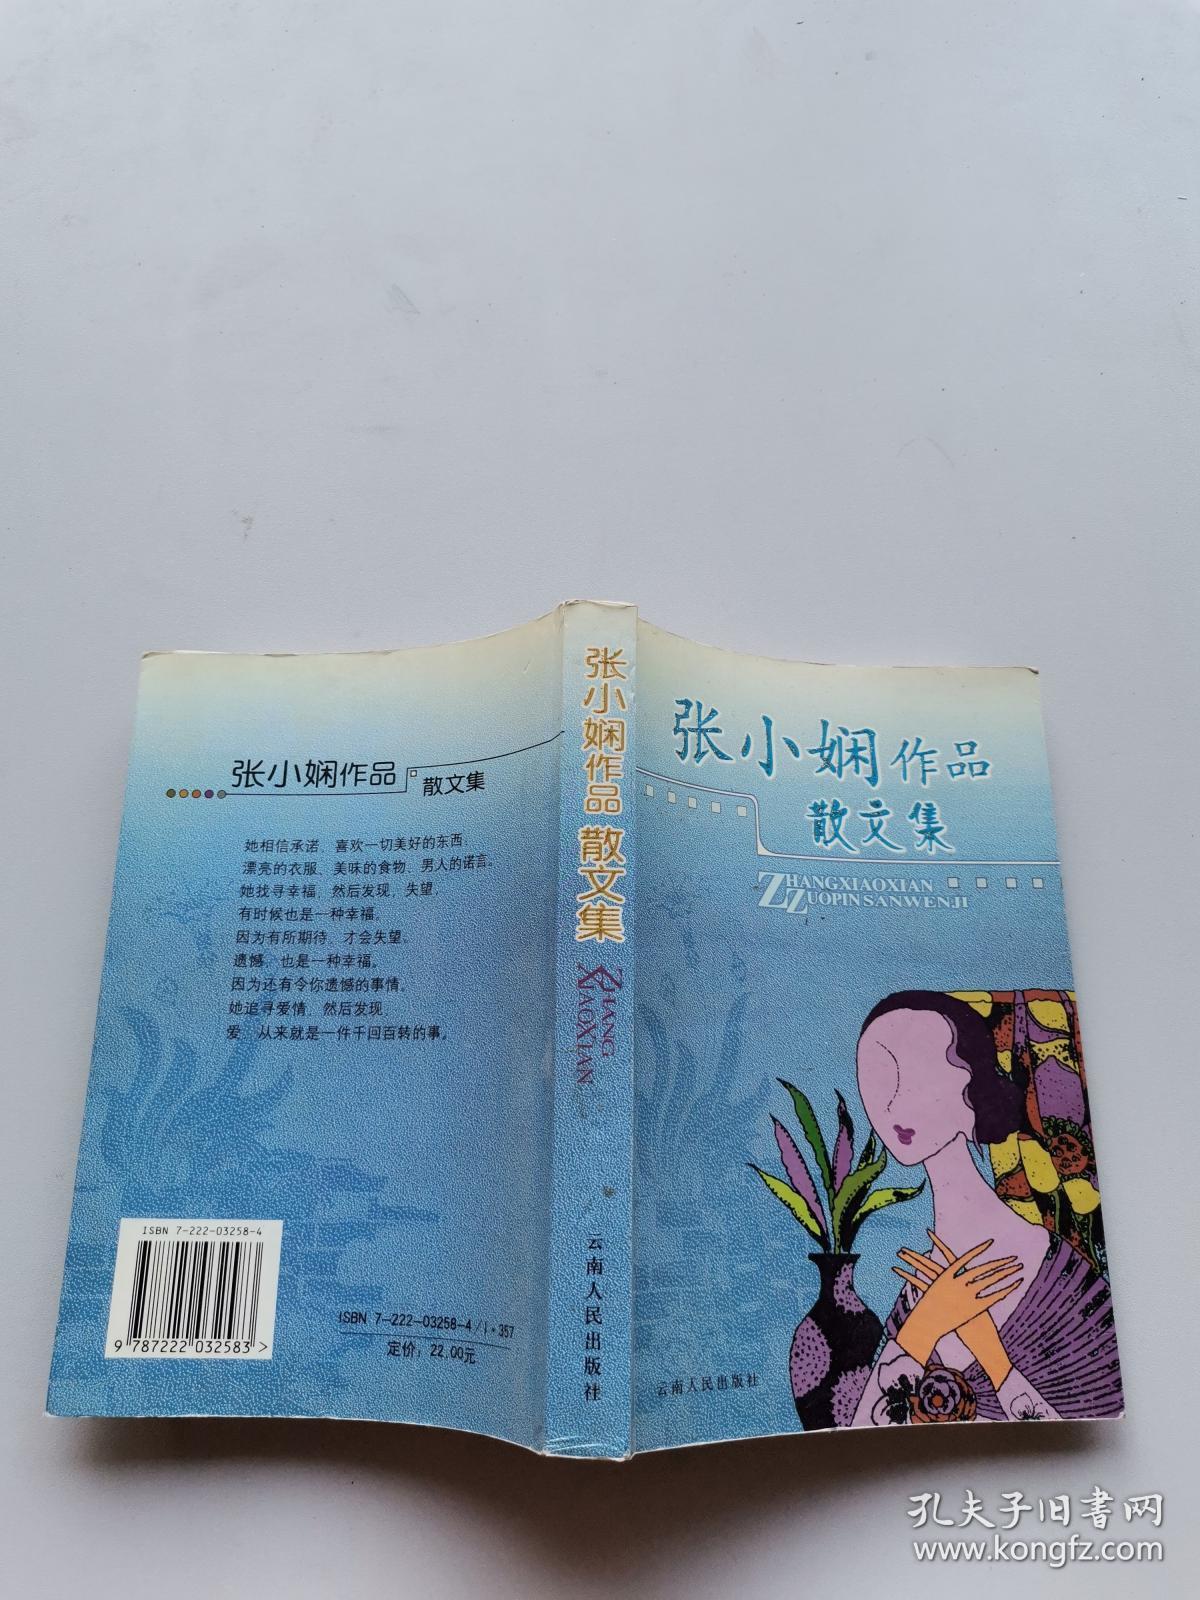 张小娴作品
散文集
她相信承诺，喜欢一切美好的东西：
漂亮的衣服、美味的食物、男人的诺言。
她找寻幸福，然后发现，失望，
有时候也是一种幸福。
因为有所期待，才会失望。
遗憾，也是一种幸福。
因为还有令你遗憾的事情。
她追寻爱情，然后发现，
爱，从来就是一件千回百转的事。
ISBN 7-222-03258-4
9 787222 032583 >
ISBN 7-222-03258-4/I·357
定价：22.00元
张小娴作品 散文集
ZHANG
XIAOXIAN
云南人民出版社
张小娴作品
散文集
ZHANGXIAOXIAN
ZUOPINSANWENJI
云南人民出版社
孔夫子旧书网
www.kongfz.com